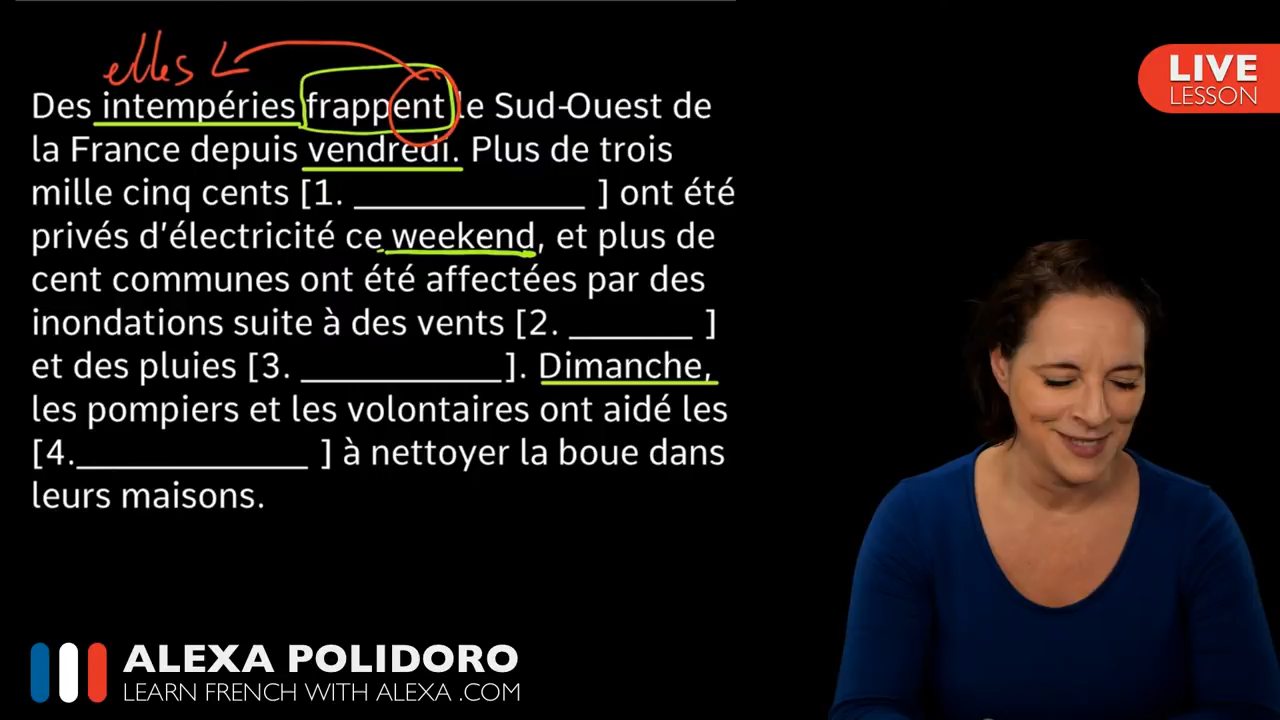 elles
Des intempéries frappent le Sud-Ouest de
la France depuis vendredi. Plus de trois
mille cinq cents [1. ____________ ] ont été
privés d’électricité ce weekend, et plus de
cent communes ont été affectées par des
inondations suite à des vents [2. _______ ]
et des pluies [3. ___________]. Dimanche,
les pompiers et les volontaires ont aidé les
[4.____________ ] à nettoyer la boue dans
leurs maisons.
LIVE
LESSON
ALEXA POLIDORO
LEARN FRENCH WITH ALEXA .COM